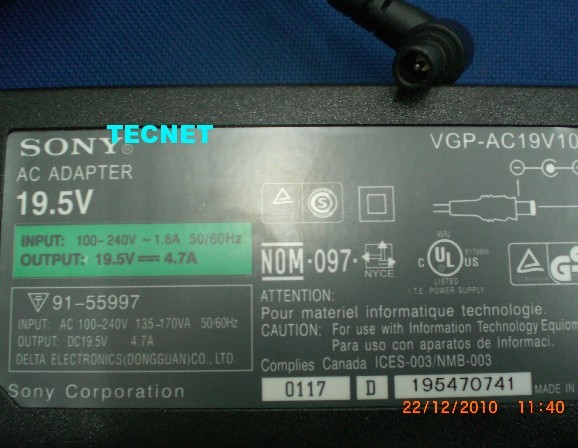 TECNET
SONY®
VGP-AC19V10
AC ADAPTER
19.5V
INPUT: 100-240V ~ 1.6A 50/60Hz
OUTPUT: 19.5V 4.7A
91-55997
INPUT: AC 100-240V 135-170VA 50/60Hz
OUTPUT: DC19.5V 4.7A
DELTA ELECTRONICS(DONGGUAN)CO., LTD.
Sony Corporation
S
NOM-097-
NYCE
C UL US
LISTED
I.T.E. POWER SUPPLY
GS
ATTENTION:
Pour materiel informatique technologie.
CAUTION: For use with Information Technology Equipm
Para uso con aparatos de Informaci.
Complies Canada ICES-003/NMB-003
0117 D 195470741 MADE IN
22/12/2010 11:40